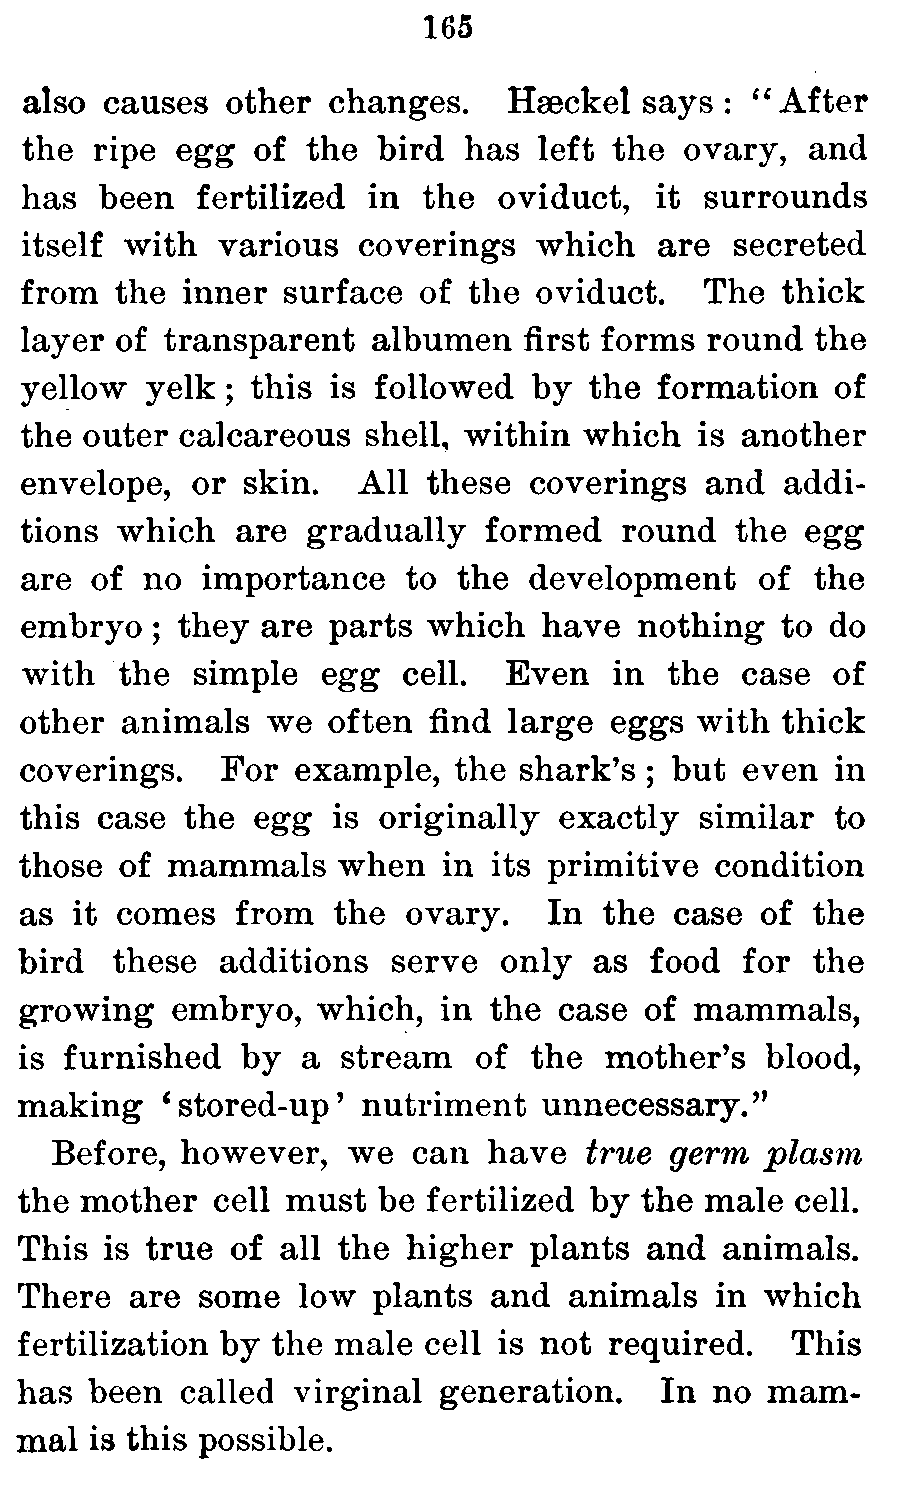 165
also causes other changes. Hæckel says : “After
the ripe egg of the bird has left the ovary, and
has been fertilized in the oviduct, it surrounds
itself with various coverings which are secreted
from the inner surface of the oviduct. The thick
layer of transparent albumen first forms round the
yellow yelk ; this is followed by the formation of
the outer calcareous shell, within which is another
envelope, or skin. All these coverings and addi-
tions which are gradually formed round the egg
are of no importance to the development of the
embryo ; they are parts which have nothing to do
with the simple egg cell. Even in the case of
other animals we often find large eggs with thick
coverings. For example, the shark’s ; but even in
this case the egg is originally exactly similar to
those of mammals when in its primitive condition
as it comes from the ovary. In the case of the
bird these additions serve only as food for the
growing embryo, which, in the case of mammals,
is furnished by a stream of the mother’s blood,
making ‘stored-up’ nutriment unnecessary.”
Before, however, we can have true germ plasm
the mother cell must be fertilized by the male cell.
This is true of all the higher plants and animals.
There are some low plants and animals in which
fertilization by the male cell is not required. This
has been called virginal generation. In no mam-
mal is this possible.